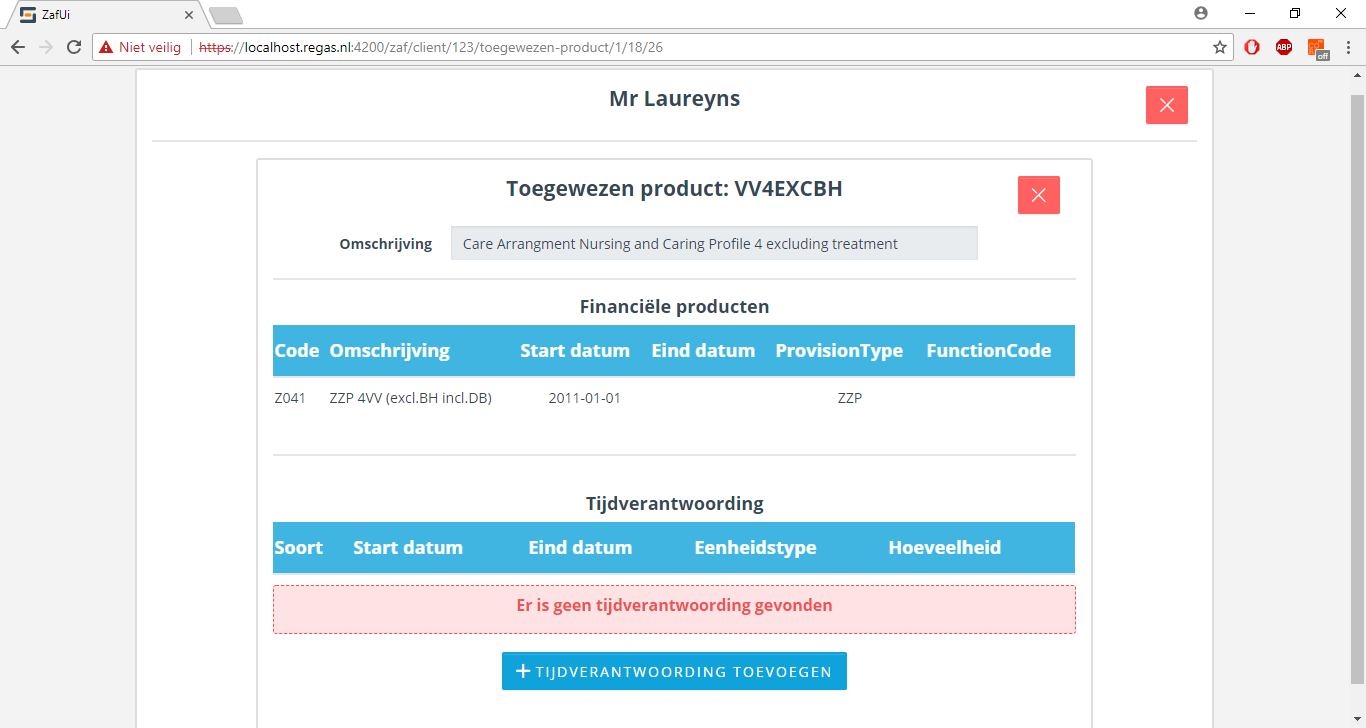 ZafUi
Niet veilig https://localhost.regas.nl:4200/zaf/client/123/toegewezen-product/1/18/26
ABP
off
Mr Laureyns
Toegewezen product: VV4EXCBH
Omschrijving Care Arrangment Nursing and Caring Profile 4 excluding treatment
Financiële producten
Code Omschrijving Start datum Eind datum ProvisionType FunctionCode
Z041 ZZP 4VV (excl.BH incl.DB) 2011-01-01 ZZP
Tijdverantwoording
Soort Start datum Eind datum Eenheidstype Hoeveelheid
Er is geen tijdverantwoording gevonden
+ TIJDVERANTWOORDING TOEVOEGEN